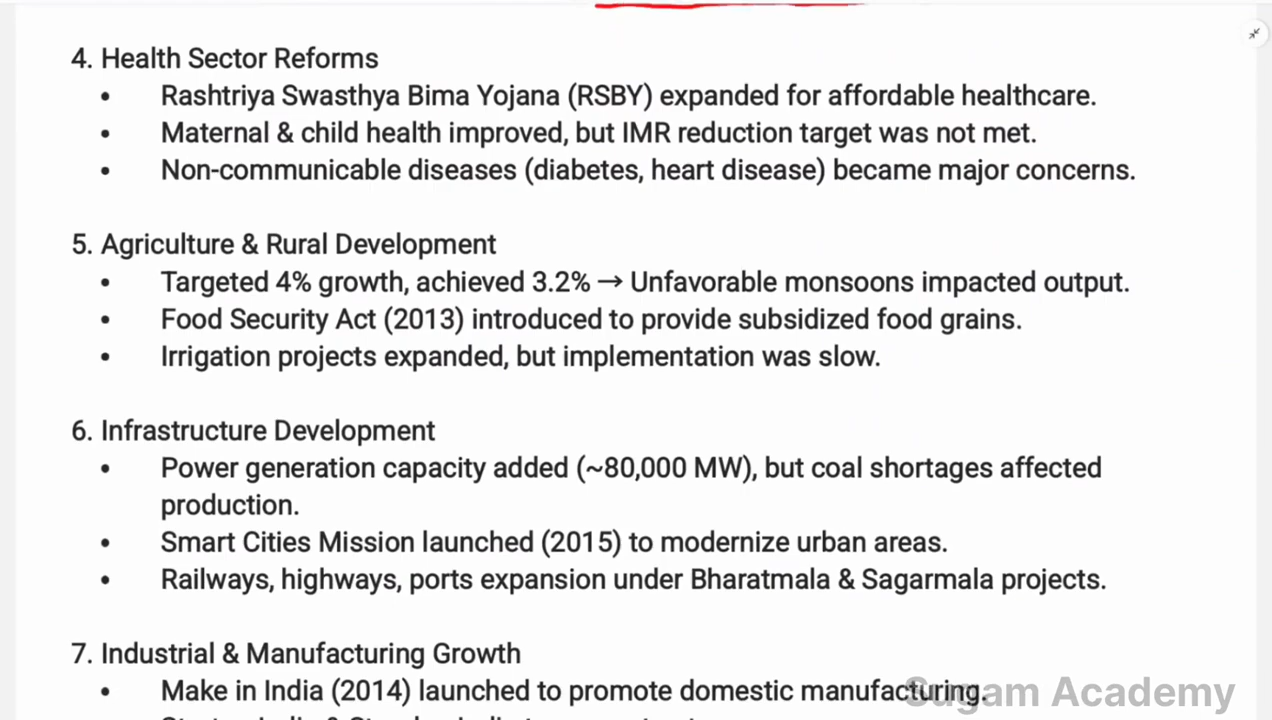 4. Health Sector Reforms
• Rashtriya Swasthya Bima Yojana (RSBY) expanded for affordable healthcare.
• Maternal & child health improved, but IMR reduction target was not met.
• Non-communicable diseases (diabetes, heart disease) became major concerns.
5. Agriculture & Rural Development
• Targeted 4% growth, achieved 3.2% → Unfavorable monsoons impacted output.
• Food Security Act (2013) introduced to provide subsidized food grains.
• Irrigation projects expanded, but implementation was slow.
6. Infrastructure Development
• Power generation capacity added (~80,000 MW), but coal shortages affected
production.
• Smart Cities Mission launched (2015) to modernize urban areas.
• Railways, highways, ports expansion under Bharatmala & Sagarmala projects.
7. Industrial & Manufacturing Growth
• Make in India (2014) launched to promote domestic manufacturing.
Sugam Academy